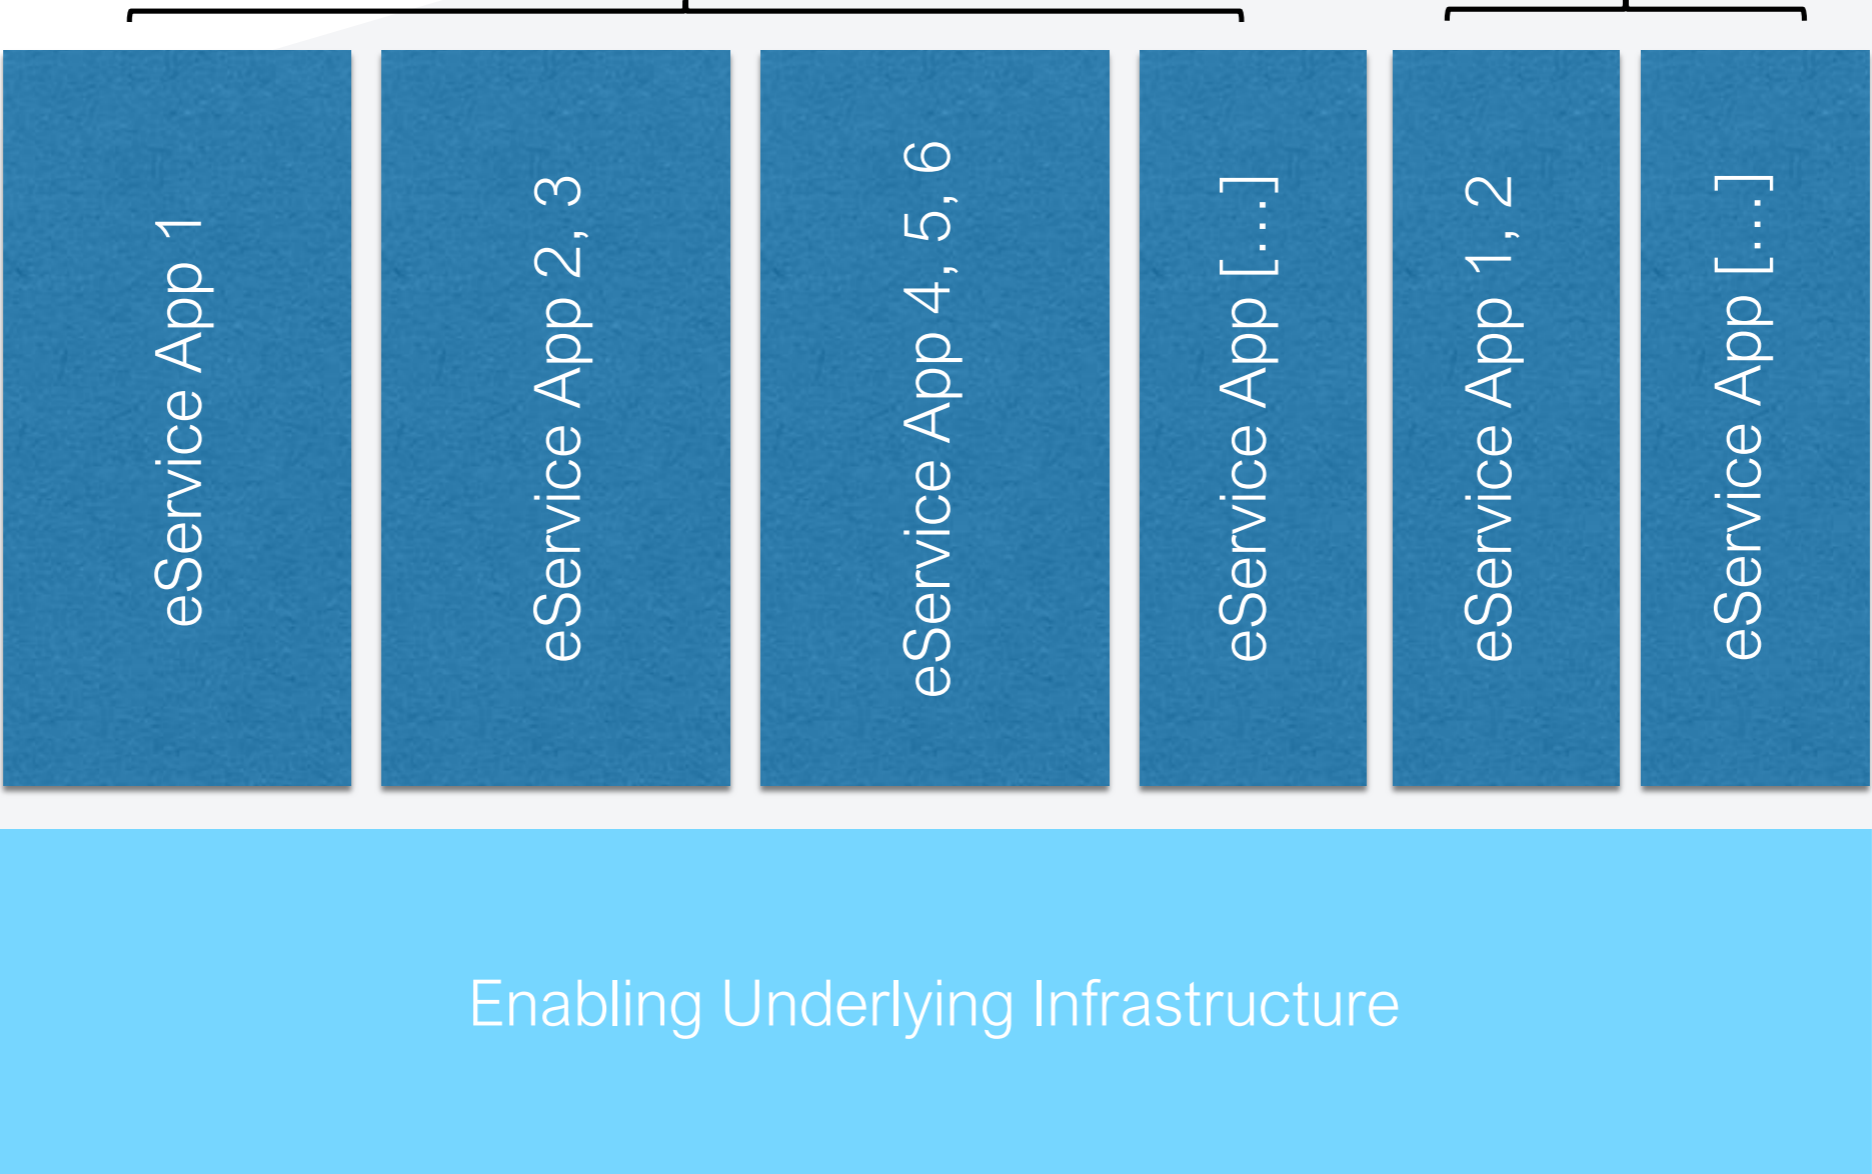 eService App 1
eService App 2, 3
eService App 4, 5, 6
eService App [...]
eService App 1, 2
eService App [...]
Enabling Underlying Infrastructure